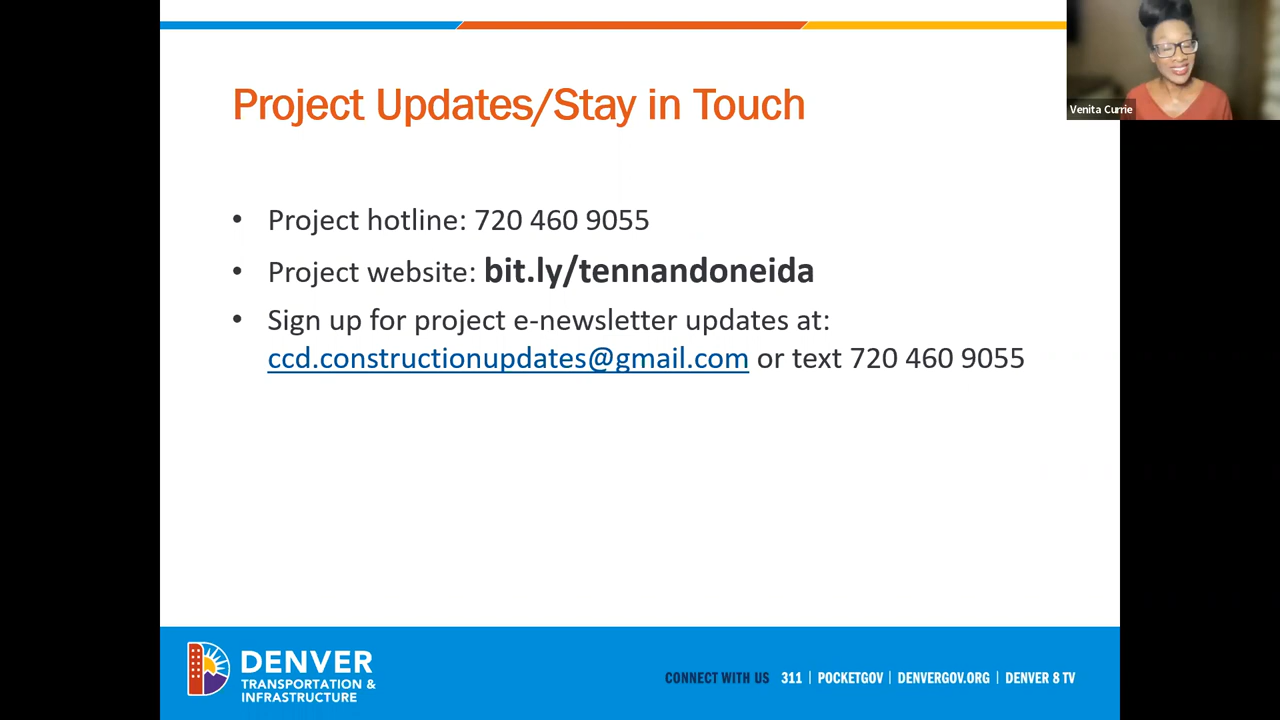 Project Updates/Stay in Touch
Venita Currie
• Project hotline: 720 460 9055
• Project website: bit.ly/tennandoneida
• Sign up for project e-newsletter updates at:
ccd.constructionupdates@gmail.com or text 720 460 9055
DENVER
TRANSPORTATION &
INFRASTRUCTURE
CONNECT WITH US 311 | POCKETGOV | DENVERGOV.ORG | DENVER 8 TV